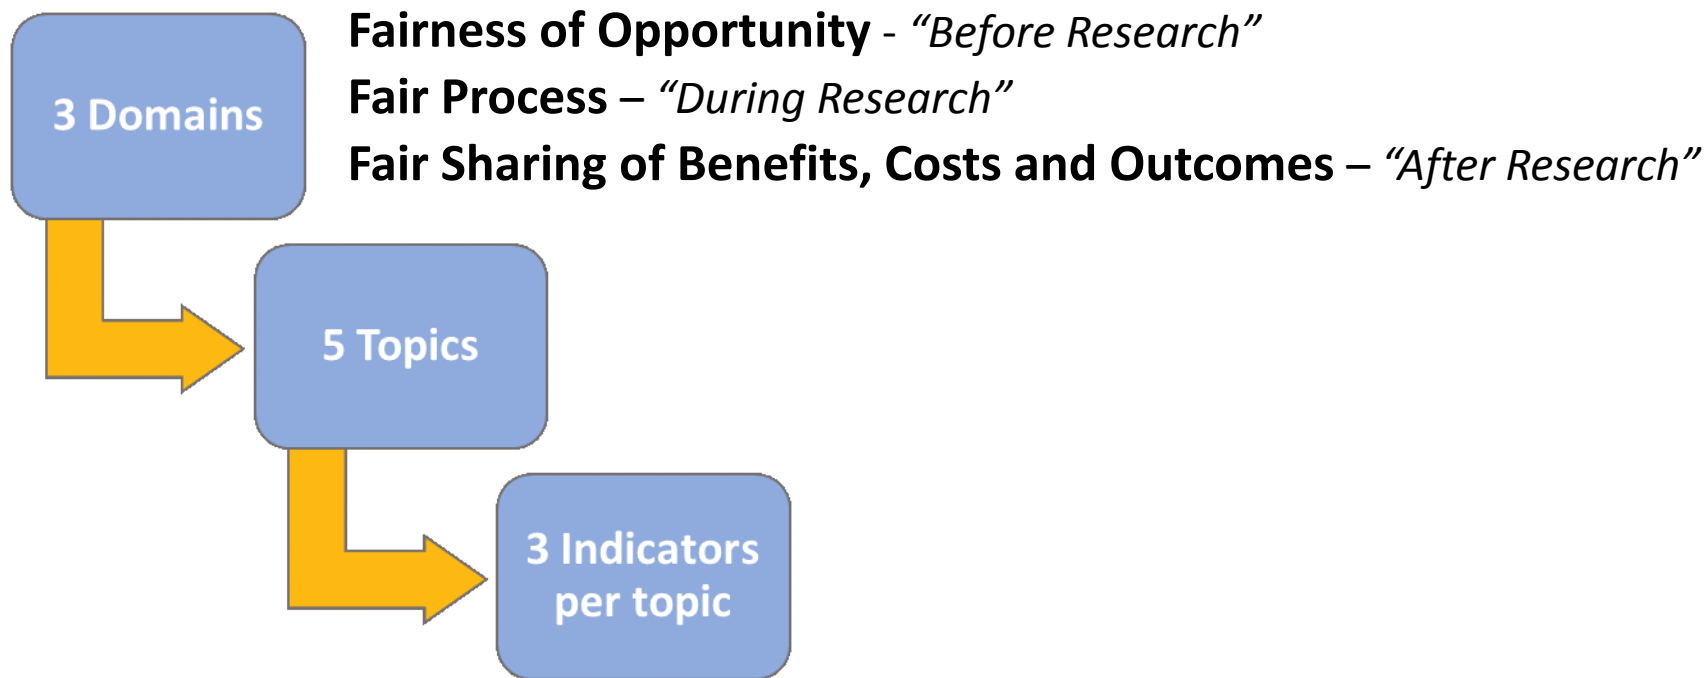 Fairness of Opportunity - “Before Research”
Fair Process – “During Research”
Fair Sharing of Benefits, Costs and Outcomes – “After Research”
3 Domains
5 Topics
3 Indicators
per topic